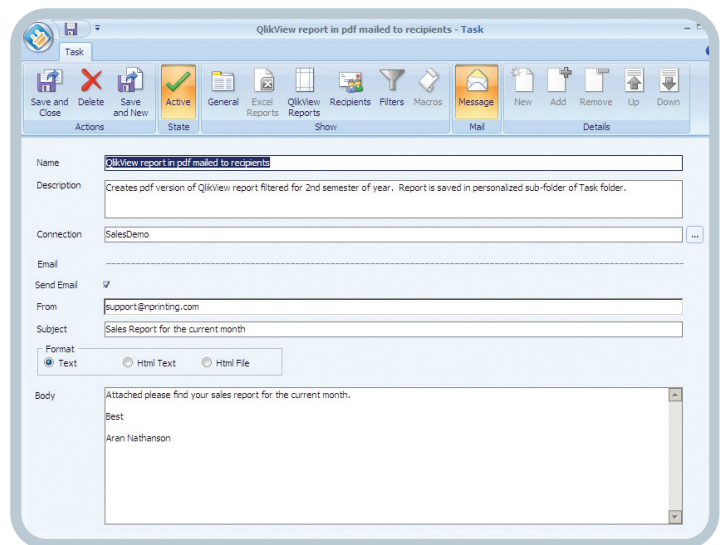 QlikView report in pdf mailed to recipients - Task
Task
Save and Close
Delete
Save and New
Active
General
Excel Reports
QlikView Reports
Recipients
Filters
Macros
Message
New
Add
Remove
Up
Down
Actions
State
Show
Mail
Details
Name QlikView report in pdf mailed to recipients
Description Creates pdf version of QlikView report filtered for 2nd semester of year. Report is saved in personalized sub-folder of Task folder.
Connection SalesDemo ...
Email
Send Email
From support@nprinting.com
Subject Sales Report for the current month
Format
Text Html Text Html File
Body Attached please find your sales report for the current month.
Best
Aran Nathanson